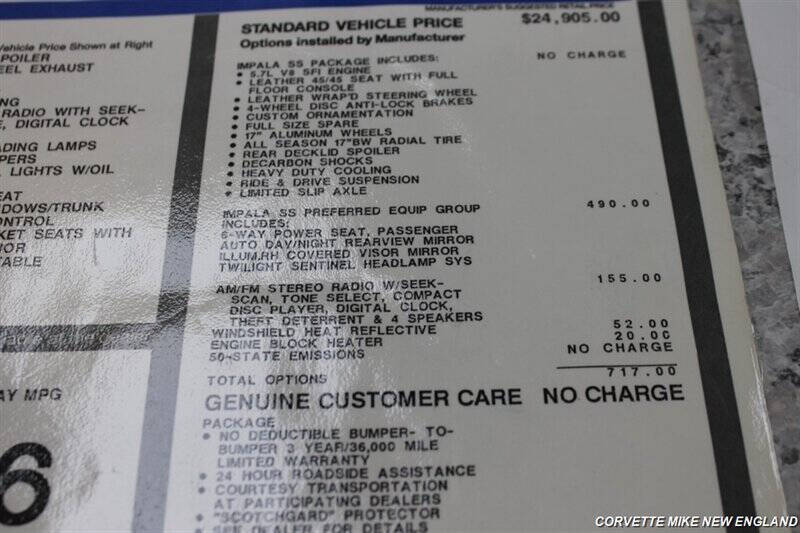 MANUFACTURER'S SUGGESTED RETAIL PRICE
STANDARD VEHICLE PRICE $24,905.00
Options installed by Manufacturer
IMPALA SS PACKAGE INCLUDES: NO CHARGE
• 5.7L V8 SFI ENGINE
• LEATHER 45/45 SEAT WITH FULL
FLOOR CONSOLE
• LEATHER WRAP'D STEERING WHEEL
• 4-WHEEL DISC ANTI-LOCK BRAKES
• CUSTOM ORNAMENTATION
• FULL SIZE SPARE
• 17" ALUMINUM WHEELS
• ALL SEASON 17"BW RADIAL TIRE
• REAR DECKLID SPOILER
• DECARBON SHOCKS
• HEAVY DUTY COOLING
• RIDE & DRIVE SUSPENSION
• LIMITED SLIP AXLE
IMPALA SS PREFERRED EQUIP GROUP 490.00
INCLUDES:
6-WAY POWER SEAT, PASSENGER
AUTO DAY/NIGHT REARVIEW MIRROR
ILLUM.RH COVERED VISOR MIRROR
TWILIGHT SENTINEL HEADLAMP SYS
AM/FM STEREO RADIO W/SEEK- 155.00
SCAN, TONE SELECT, COMPACT
DISC PLAYER, DIGITAL CLOCK,
THEFT DETERRENT & 4 SPEAKERS
WINDSHIELD HEAT REFLECTIVE 52.00
ENGINE BLOCK HEATER 20.00
50-STATE EMISSIONS NO CHARGE
TOTAL OPTIONS 717.00
GENUINE CUSTOMER CARE NO CHARGE
PACKAGE
• NO DEDUCTIBLE BUMPER- TO-
BUMPER 3 YEAR/36,000 MILE
LIMITED WARRANTY
• 24 HOUR ROADSIDE ASSISTANCE
• COURTESY TRANSPORTATION
AT PARTICIPATING DEALERS
• "SCOTCHGARD" PROTECTOR
SEE DEALER FOR DETAILS
Vehicle Price Shown at Right
POILER
EEL EXHAUST
NG
RADIO WITH SEEK-
E, DIGITAL CLOCK
ADING LAMPS
PERS
LIGHTS W/OIL
EAT
NDOWS/TRUNK
ONTROL
KET SEATS WITH
IOR
TABLE
AY MPG
6
CORVETTE MIKE NEW ENGLAND